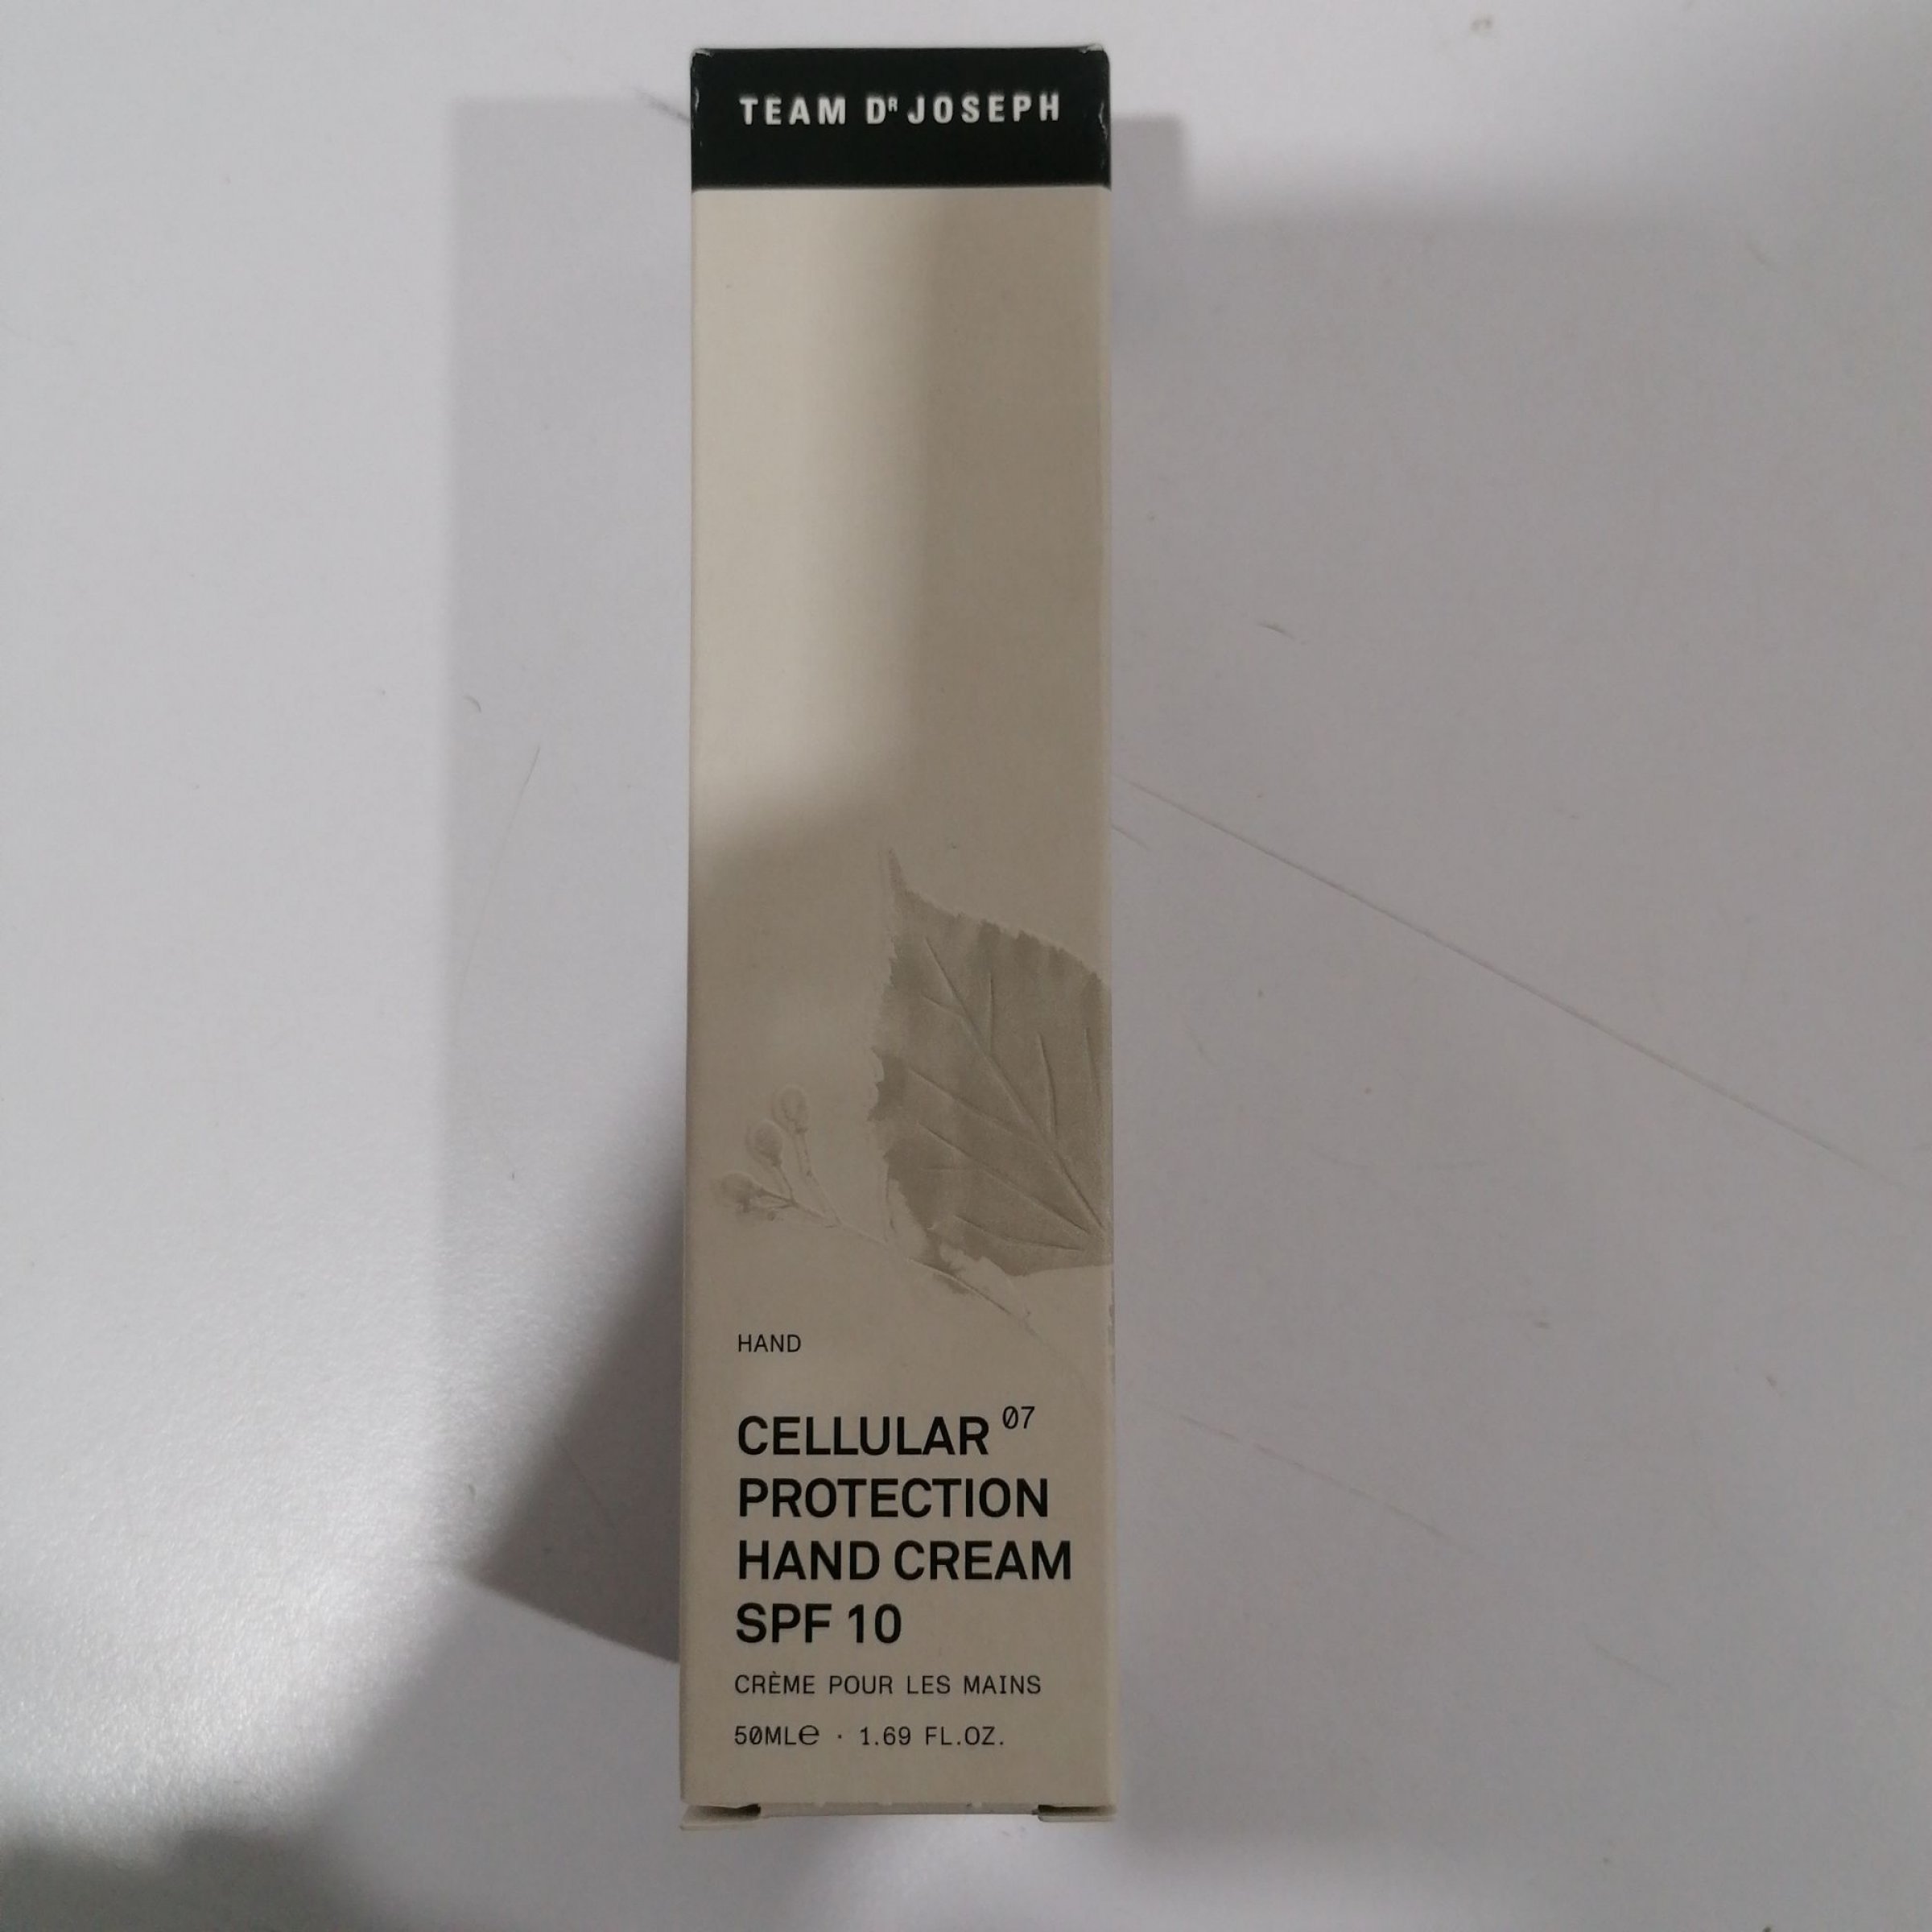 TEAM DR JOSEPH
HAND
CELLULAR 07
PROTECTION
HAND CREAM
SPF 10
CRÈME POUR LES MAINS
50ML℮ · 1.69 FL.OZ.